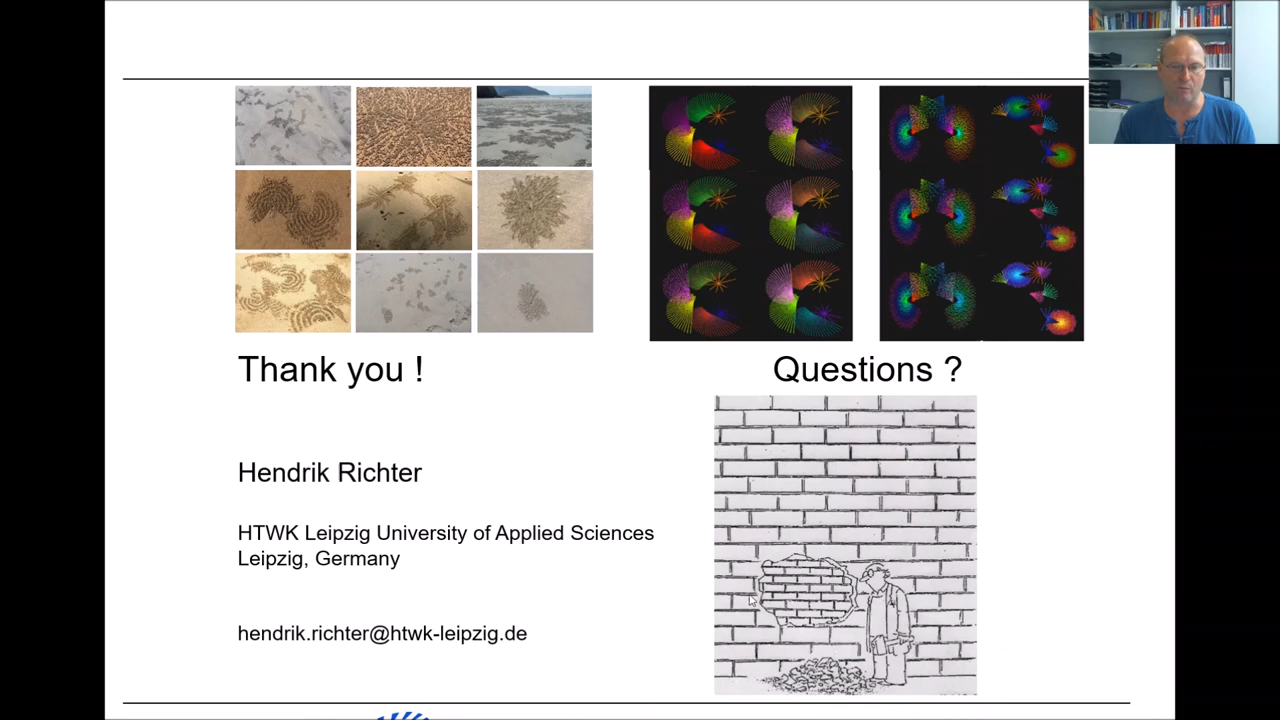 Thank you !
Questions ?
Hendrik Richter
HTWK Leipzig University of Applied Sciences
Leipzig, Germany
hendrik.richter@htwk-leipzig.de